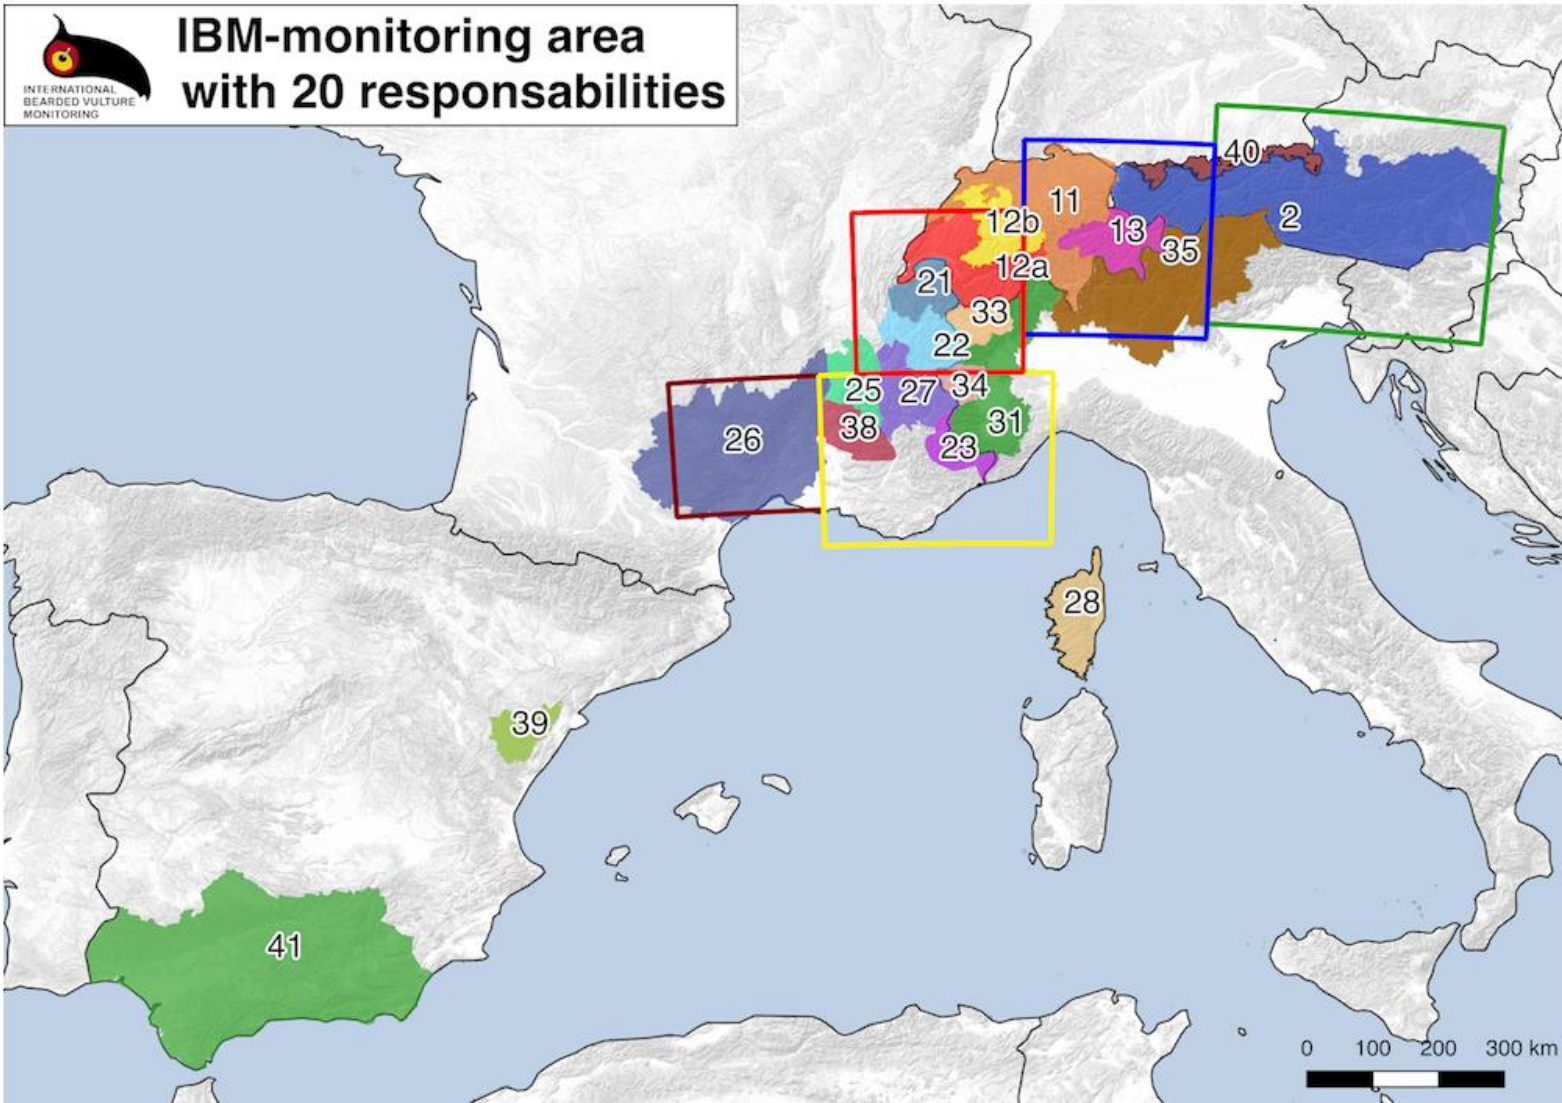 IBM-monitoring area
with 20 responsabilities
INTERNATIONAL
BEARDED VULTURE
MONITORING
40
11
12b
2
13
35
12a
21
33
22
34
25
27
31
38
26
23
28
39
41
0 100 200 300 km